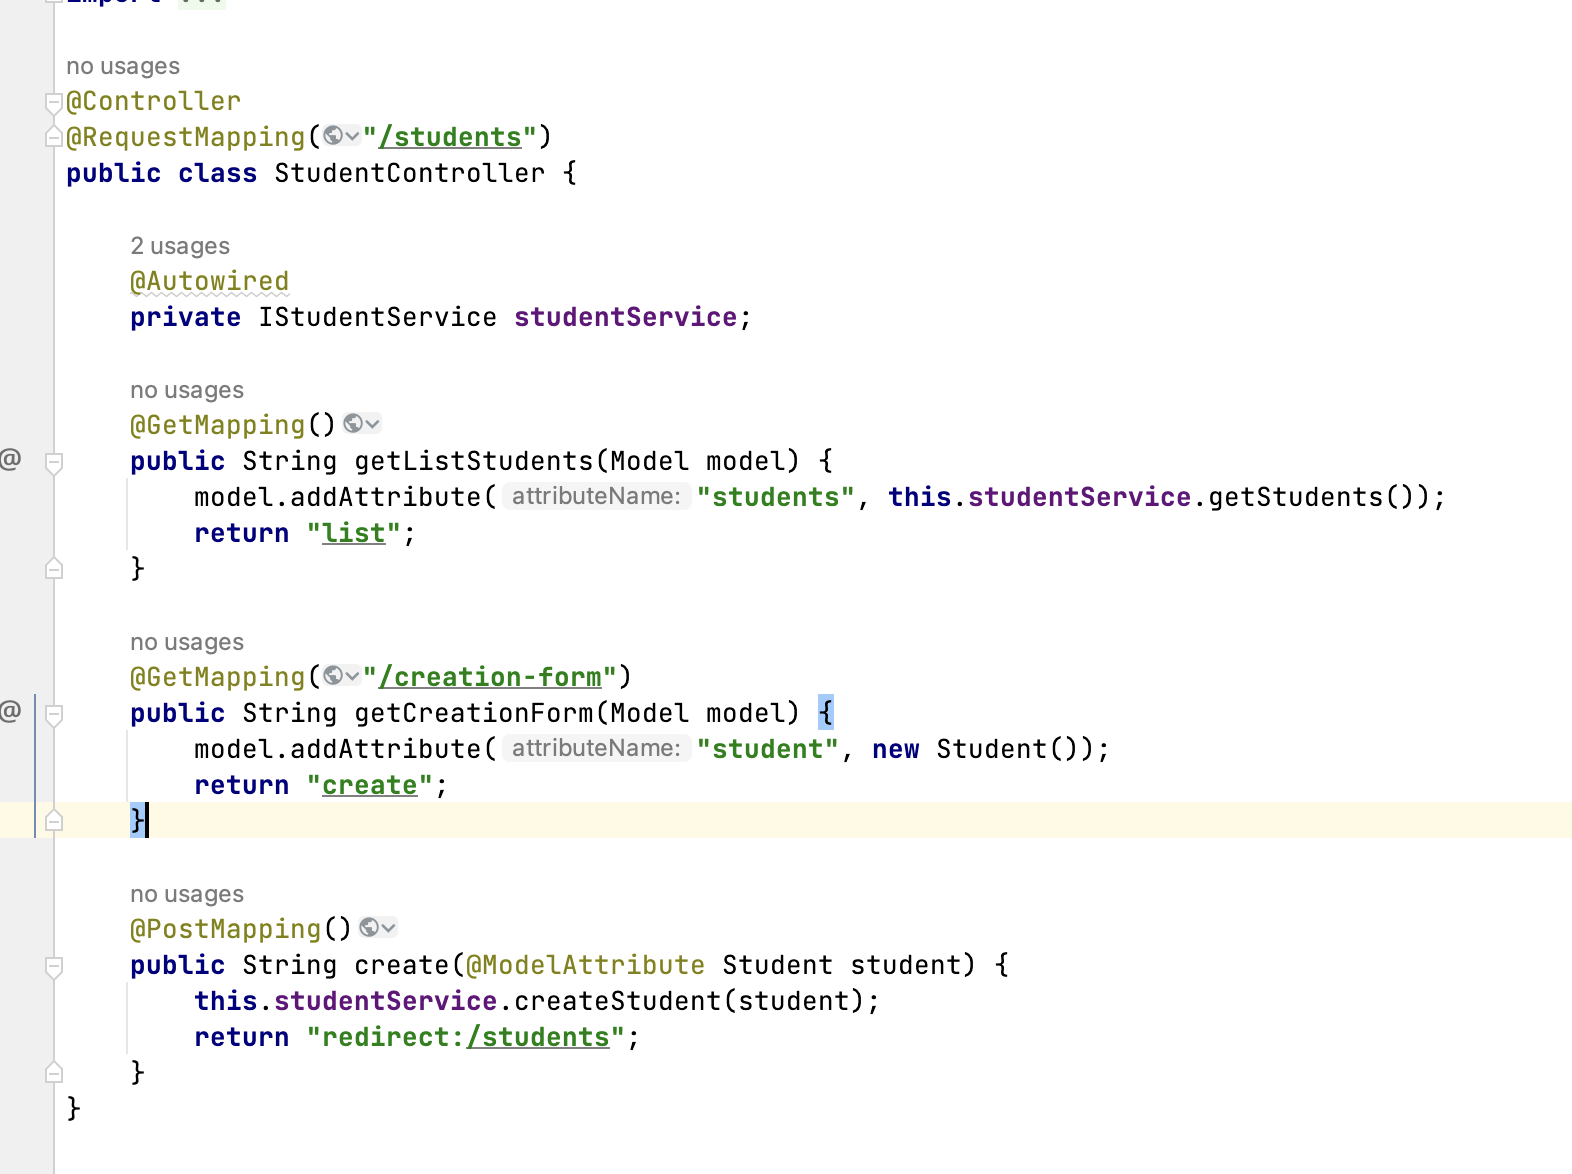 import ...
no usages
@Controller
@RequestMapping("/students")
public class StudentController {
2 usages
@Autowired
private IStudentService studentService;
no usages
@GetMapping()
@
public String getListStudents(Model model) {
model.addAttribute( attributeName: "students", this.studentService.getStudents());
return "list";
}
no usages
@GetMapping("/creation-form")
@
public String getCreationForm(Model model) {
model.addAttribute( attributeName: "student", new Student());
return "create";
}
no usages
@PostMapping()
public String create(@ModelAttribute Student student) {
this.studentService.createStudent(student);
return "redirect:/students";
}
}